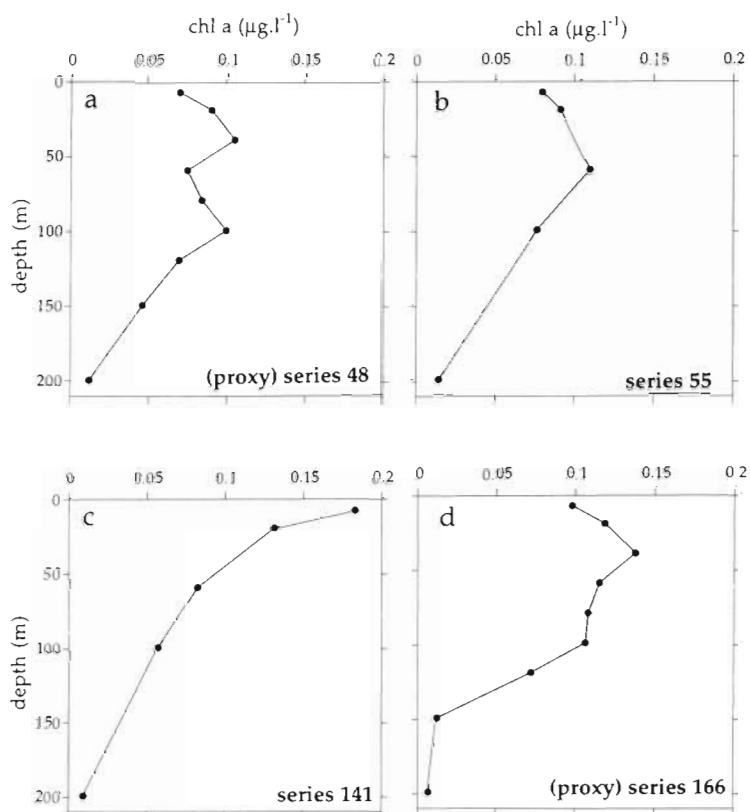 chl a (µg.l⁻¹)
chl a (µg.l⁻¹)
0 0.05 0.1 0.15 0.2
0 0.05 0.1 0.15 0.2
0
50
100
150
200
depth (m)
a
(proxy) series 48
b
series 55
0 0.05 0.1 0.15 0.2
0 0.05 0.1 0.15 0.2
0
50
100
150
200
depth (m)
c
series 141
d
(proxy) series 166